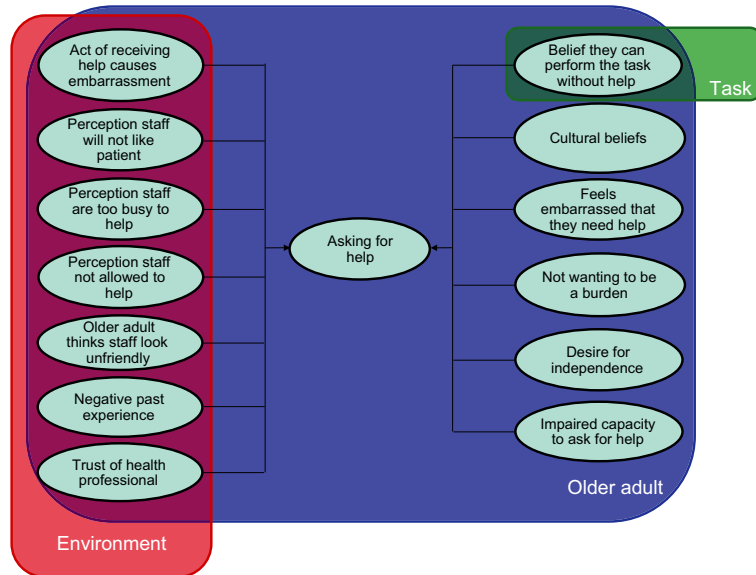 Act of receiving
help causes
embarrassment
Perception staff
will not like
patient
Perception staff
are too busy to
help
Perception staff
not allowed to
help
Older adult
thinks staff look
unfriendly
Negative past
experience
Trust of health
professional
Environment
Asking for
help
Belief they can
perform the task
without help
Task
Cultural beliefs
Feels
embarrassed that
they need help
Not wanting to be
a burden
Desire for
independence
Impaired capacity
to ask for help
Older adult